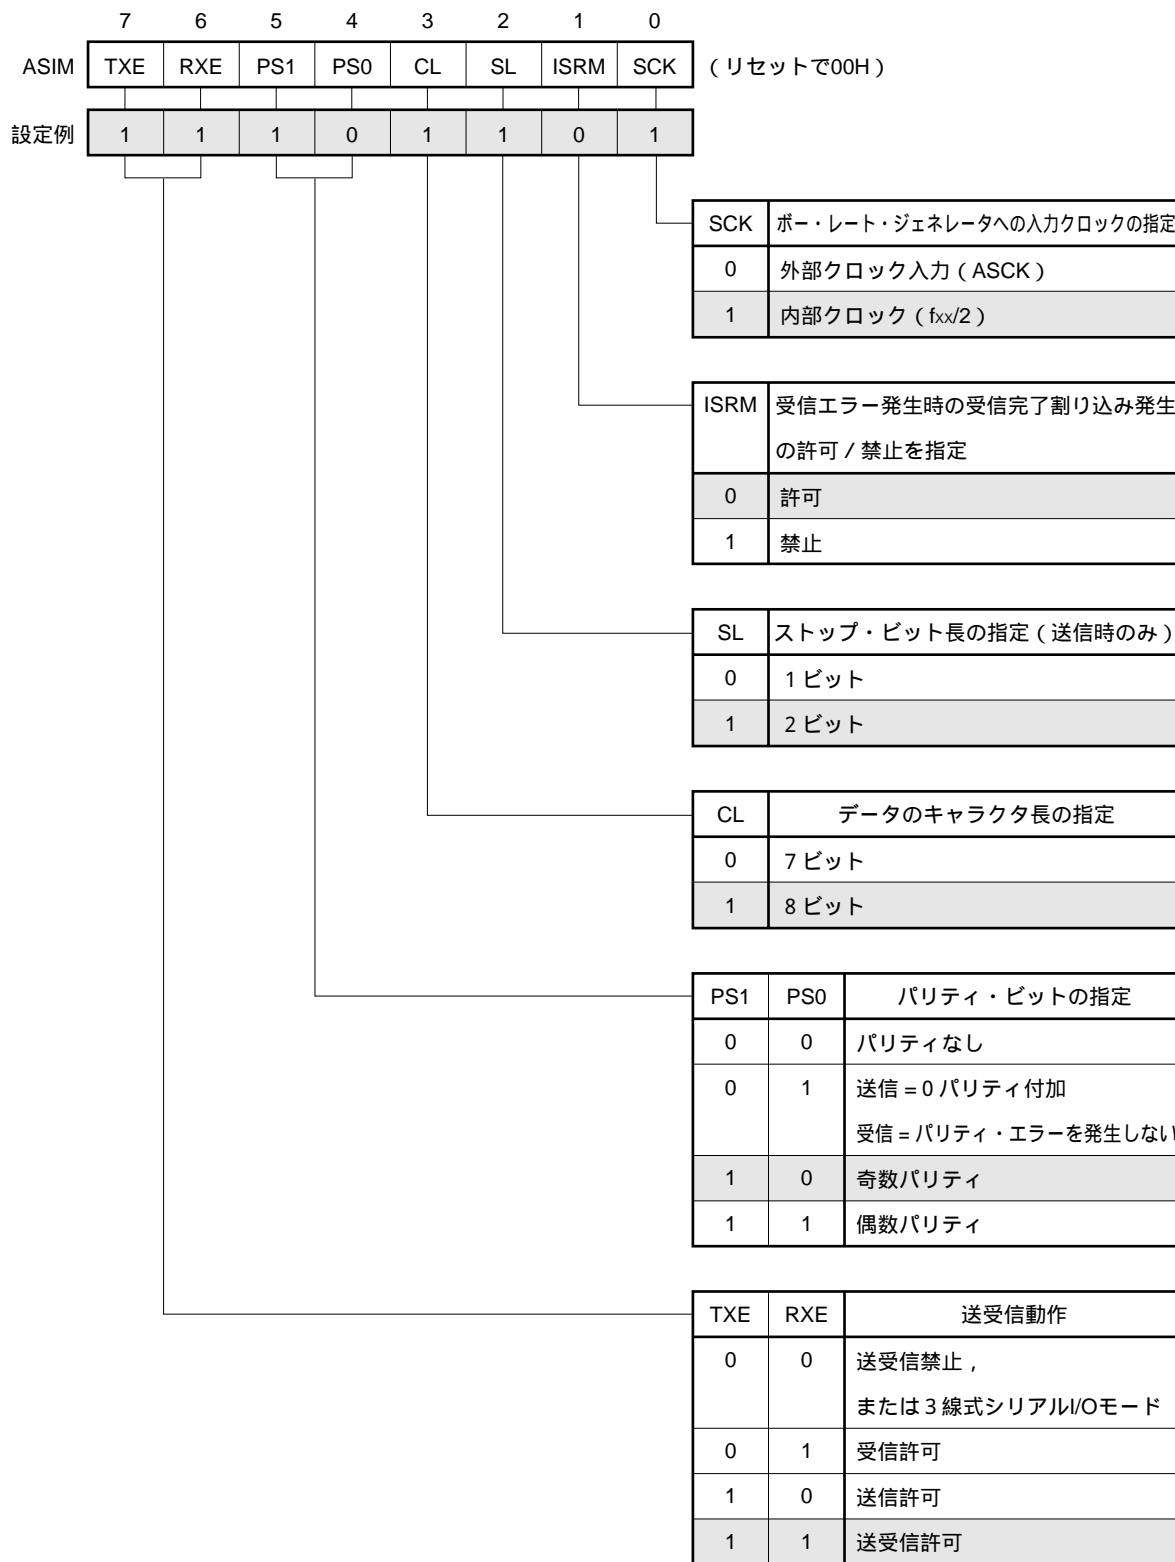 7 6 5 4 3 2 1 0
ASIM TXE RXE PS1 PS0 CL SL ISRM SCK （リセットで00H）
設定例 1 1 1 0 1 1 0 1
SCK ボー・レート・ジェネレータへの入力クロックの指定
0 外部クロック入力（ASCK）
1 内部クロック（fxx/2）
ISRM 受信エラー発生時の受信完了割り込み発生
の許可／禁止を指定
0 許可
1 禁止
SL ストップ・ビット長の指定（送信時のみ）
0 1ビット
1 2ビット
CL データのキャラクタ長の指定
0 7ビット
1 8ビット
PS1 PS0 パリティ・ビットの指定
0 0 パリティなし
0 1 送信＝0パリティ付加
受信＝パリティ・エラーを発生しない
1 0 奇数パリティ
1 1 偶数パリティ
TXE RXE 送受信動作
0 0 送受信禁止，
または3線式シリアルI/Oモード
0 1 受信許可
1 0 送信許可
1 1 送受信許可